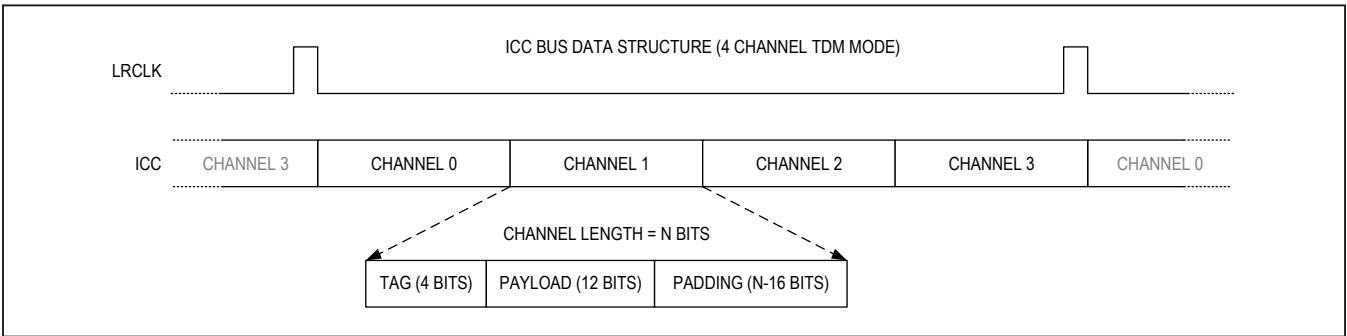 ICC BUS DATA STRUCTURE (4 CHANNEL TDM MODE)
LRCLK
ICC CHANNEL 3 CHANNEL 0 CHANNEL 1 CHANNEL 2 CHANNEL 3 CHANNEL 0
CHANNEL LENGTH = N BITS
TAG (4 BITS) PAYLOAD (12 BITS) PADDING (N-16 BITS)